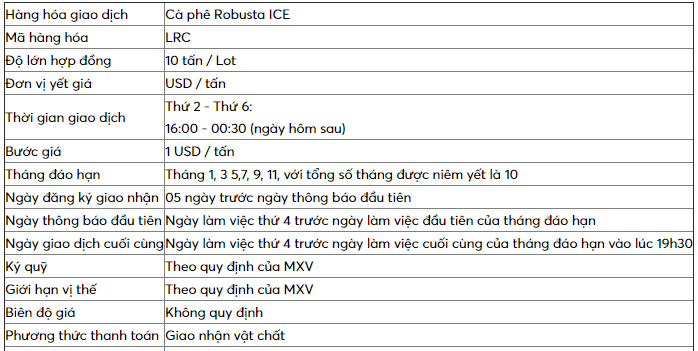 Hàng hóa giao dịch Cà phê Robusta ICE
Mã hàng hóa LRC
Độ lớn hợp đồng 10 tấn / Lot
Đơn vị yết giá USD / tấn
Thời gian giao dịch Thứ 2 - Thứ 6:
16:00 - 00:30 (ngày hôm sau)
Bước giá 1 USD / tấn
Tháng đáo hạn Tháng 1, 3 5,7, 9, 11, với tổng số tháng được niêm yết là 10
Ngày đăng ký giao nhận 05 ngày trước ngày thông báo đầu tiên
Ngày thông báo đầu tiên Ngày làm việc thứ 4 trước ngày làm việc đầu tiên của tháng đáo hạn
Ngày giao dịch cuối cùng Ngày làm việc thứ 4 trước ngày làm việc cuối cùng của tháng đáo hạn vào lúc 19h30
Ký quỹ Theo quy định của MXV
Giới hạn vị thế Theo quy định của MXV
Biên độ giá Không quy định
Phương thức thanh toán Giao nhận vật chất